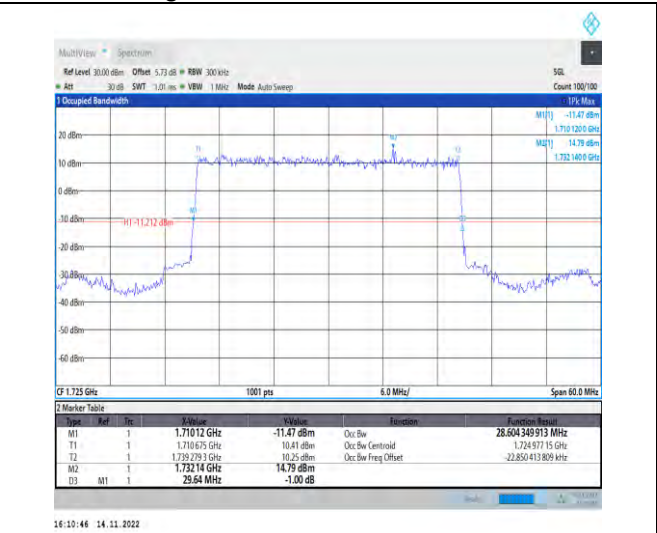 MultiView Spectrum
Ref Level 30.00 dBm Offset 5.73 dB RBW 300 kHz SGL
Att 30 dB SWT 1.01 ms VBW 1 MHz Mode Auto Sweep Count 100/100
1 Occupied Bandwidth 1Pk Max
M1[1] -11.47 dBm
1.710 120 0 GHz
M2[1] 14.79 dBm
1.732 140 0 GHz
20 dBm
T1 M2 T2
10 dBm
0 dBm
M1
-10 dBm
H1 -11.212 dBm
-20 dBm
-30 dBm
-40 dBm
-50 dBm
-60 dBm
CF 1.725 GHz 1001 pts 6.0 MHz/ Span 60.0 MHz
2 Marker Table
Type Ref Trc X-Value Y-Value Function Function Result
M1 1 1.71012 GHz -11.47 dBm Occ Bw 28.604 349 913 MHz
T1 1 1.710 675 GHz 10.41 dBm Occ Bw Centroid 1.724 977 15 GHz
T2 1 1.739 279 3 GHz 10.25 dBm Occ Bw Freq Offset -22.850 413 809 kHz
M2 1 1.73214 GHz 14.79 dBm
D3 M1 1 29.64 MHz -1.00 dB
16:10:46 14.11.2022